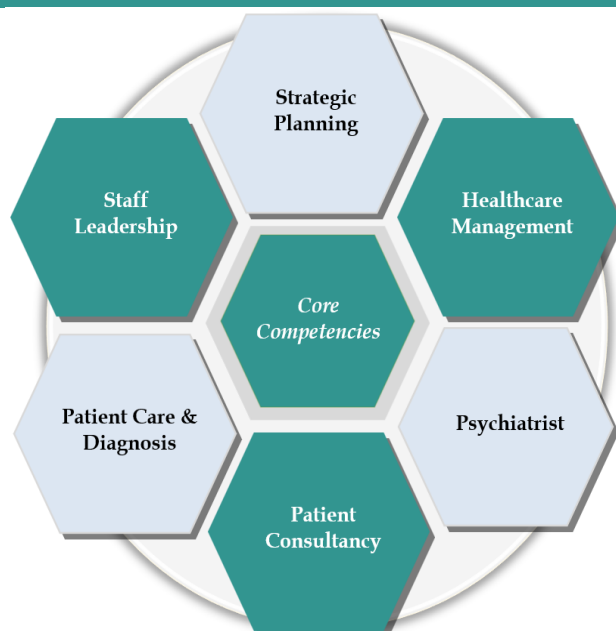 Strategic
Planning
Staff
Leadership
Healthcare
Management
Core
Competencies
Patient Care &
Diagnosis
Psychiatrist
Patient
Consultancy